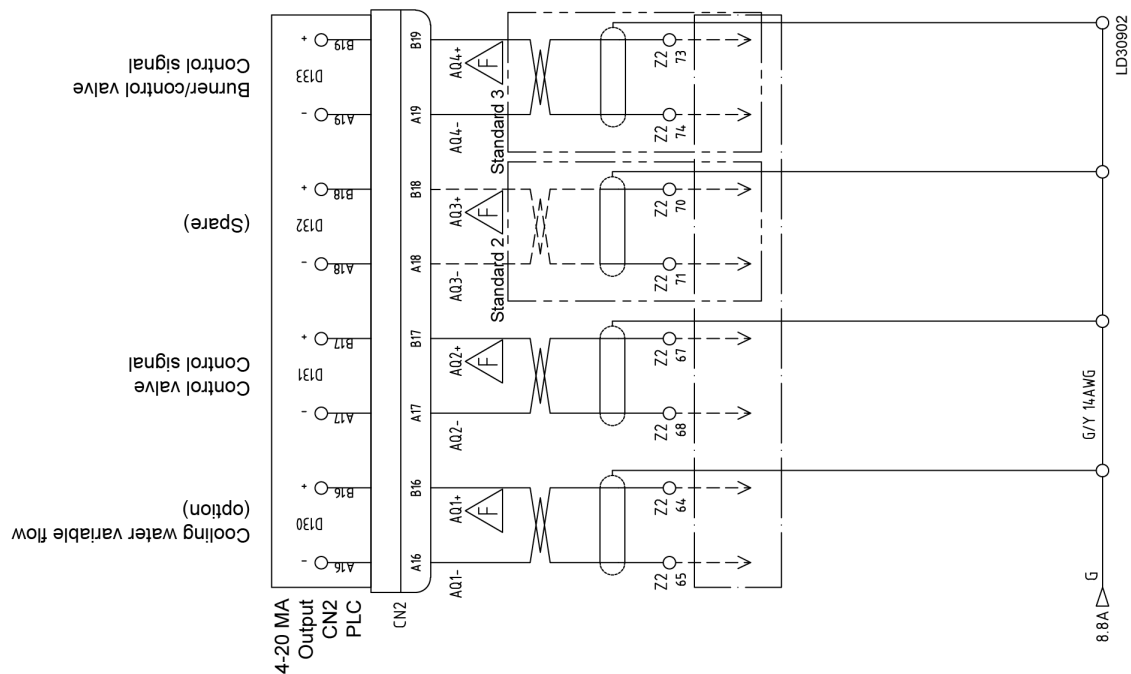 Burner/control valve
Control signal
(Spare)
Control valve
Control signal
Cooling water variable flow
(option)
4-20 MA
Output
CN2
PLC
CN2
+
B19
D133
-
A19
+
B18
D132
-
A18
+
B17
D131
-
A17
+
B16
D130
-
A16
B19
A19
B18
A18
B17
A17
B16
A16
AQ4+
F
AQ4-
Standard 3
AQ3+
F
AQ3-
Standard 2
AQ2+
F
AQ2-
AQ1+
F
AQ1-
Z2
73
Z2
74
Z2
70
Z2
71
Z2
67
Z2
68
Z2
64
Z2
65
G/Y 14AWG
G
8.8A
LD30902